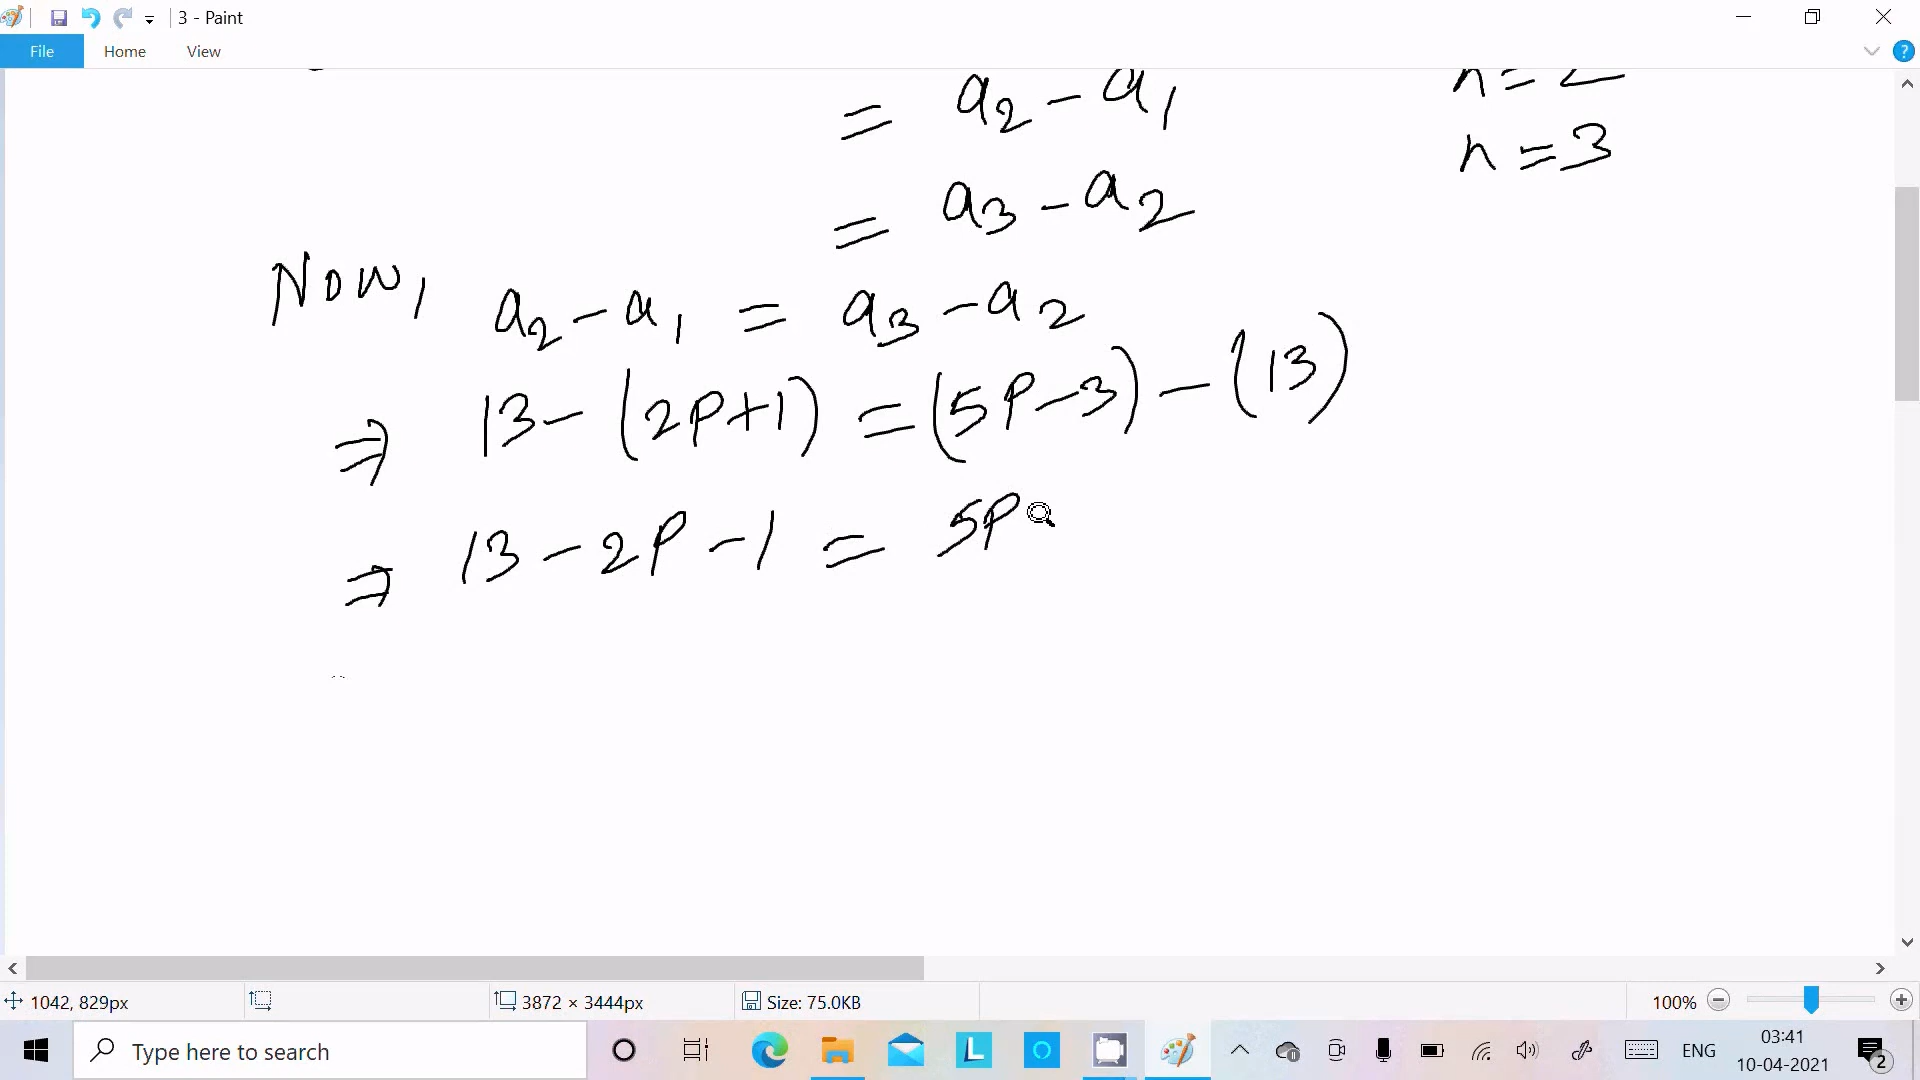 3 - Paint
File Home View
= a₂ - a₁
n = 2
n = 3
= a₃ - a₂
Now, a₂ - a₁ = a₃ - a₂
⇒ 13 - (2P+1) = (5P-3) - (13)
⇒ 13 - 2P - 1 = 5P
1042, 829px 3872 × 3444px Size: 75.0KB 100%
Type here to search ENG 03:41
10-04-2021 2